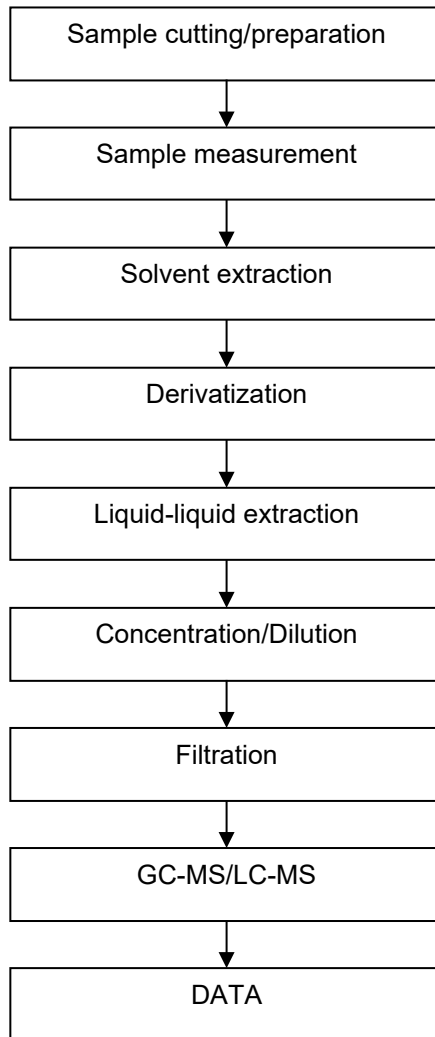 Sample cutting/preparation
Sample measurement
Solvent extraction
Derivatization
Liquid-liquid extraction
Concentration/Dilution
Filtration
GC-MS/LC-MS
DATA